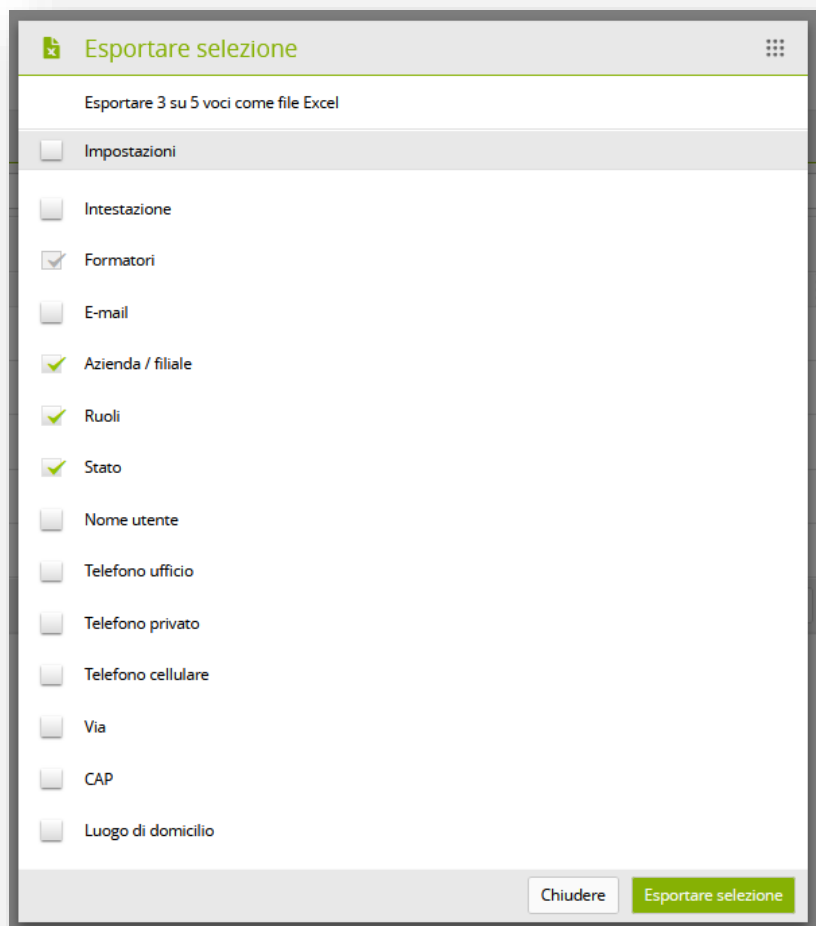 Esportare selezione
Esportare 3 su 5 voci come file Excel
Impostazioni
Intestazione
Formatori
E-mail
Azienda / filiale
Ruoli
Stato
Nome utente
Telefono ufficio
Telefono privato
Telefono cellulare
Via
CAP
Luogo di domicilio
Chiudere Esportare selezione